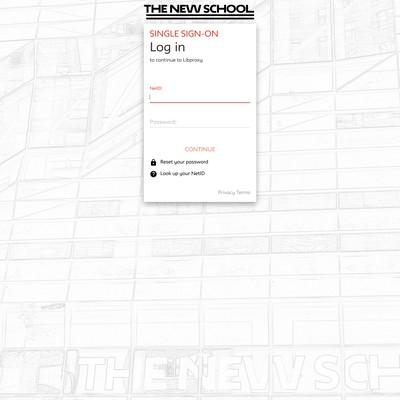 THE NEW SCHOOL
SINGLE SIGN-ON
Log in
to continue to Libproxy
NetID:
Password:
CONTINUE
Reset your password
? Look up your NetID
Privacy Terms
THE NEW SCH